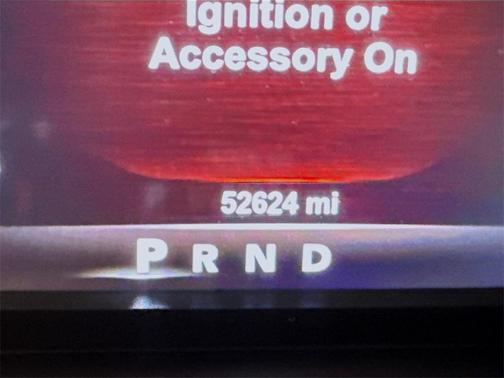 Ignition or
Accessory On
52624 mi
P R N D